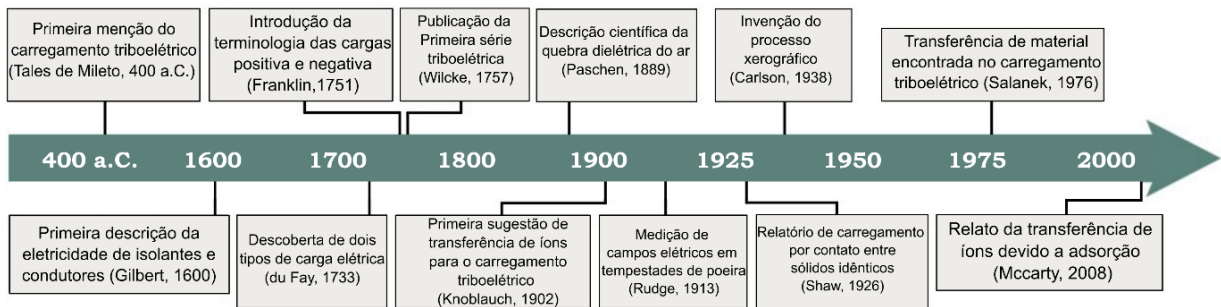 Primeira menção do
carregamento triboelétrico
(Tales de Mileto, 400 a.C.)
Introdução da
terminologia das cargas
positiva e negativa
(Franklin,1751)
Publicação da
Primeira série
triboelétrica
(Wilcke, 1757)
Descrição científica da
quebra dielétrica do ar
(Paschen, 1889)
Invenção do
processo
xerográfico
(Carlson, 1938)
Transferência de material
encontrada no carregamento
triboelétrico (Salanek, 1976)
400 a.C. 1600 1700 1800 1900 1925 1950 1975 2000
Primeira descrição da
eletricidade de isolantes e
condutores (Gilbert, 1600)
Descoberta de dois
tipos de carga elétrica
(du Fay, 1733)
Primeira sugestão de
transferência de íons
para o carregamento
triboelétrico
(Knoblauch, 1902)
Medição de
campos elétricos em
tempestades de poeira
(Rudge, 1913)
Relatório de carregamento
por contato entre
sólidos idênticos
(Shaw, 1926)
Relato da transferência de
íons devido a adsorção
(Mccarty, 2008)